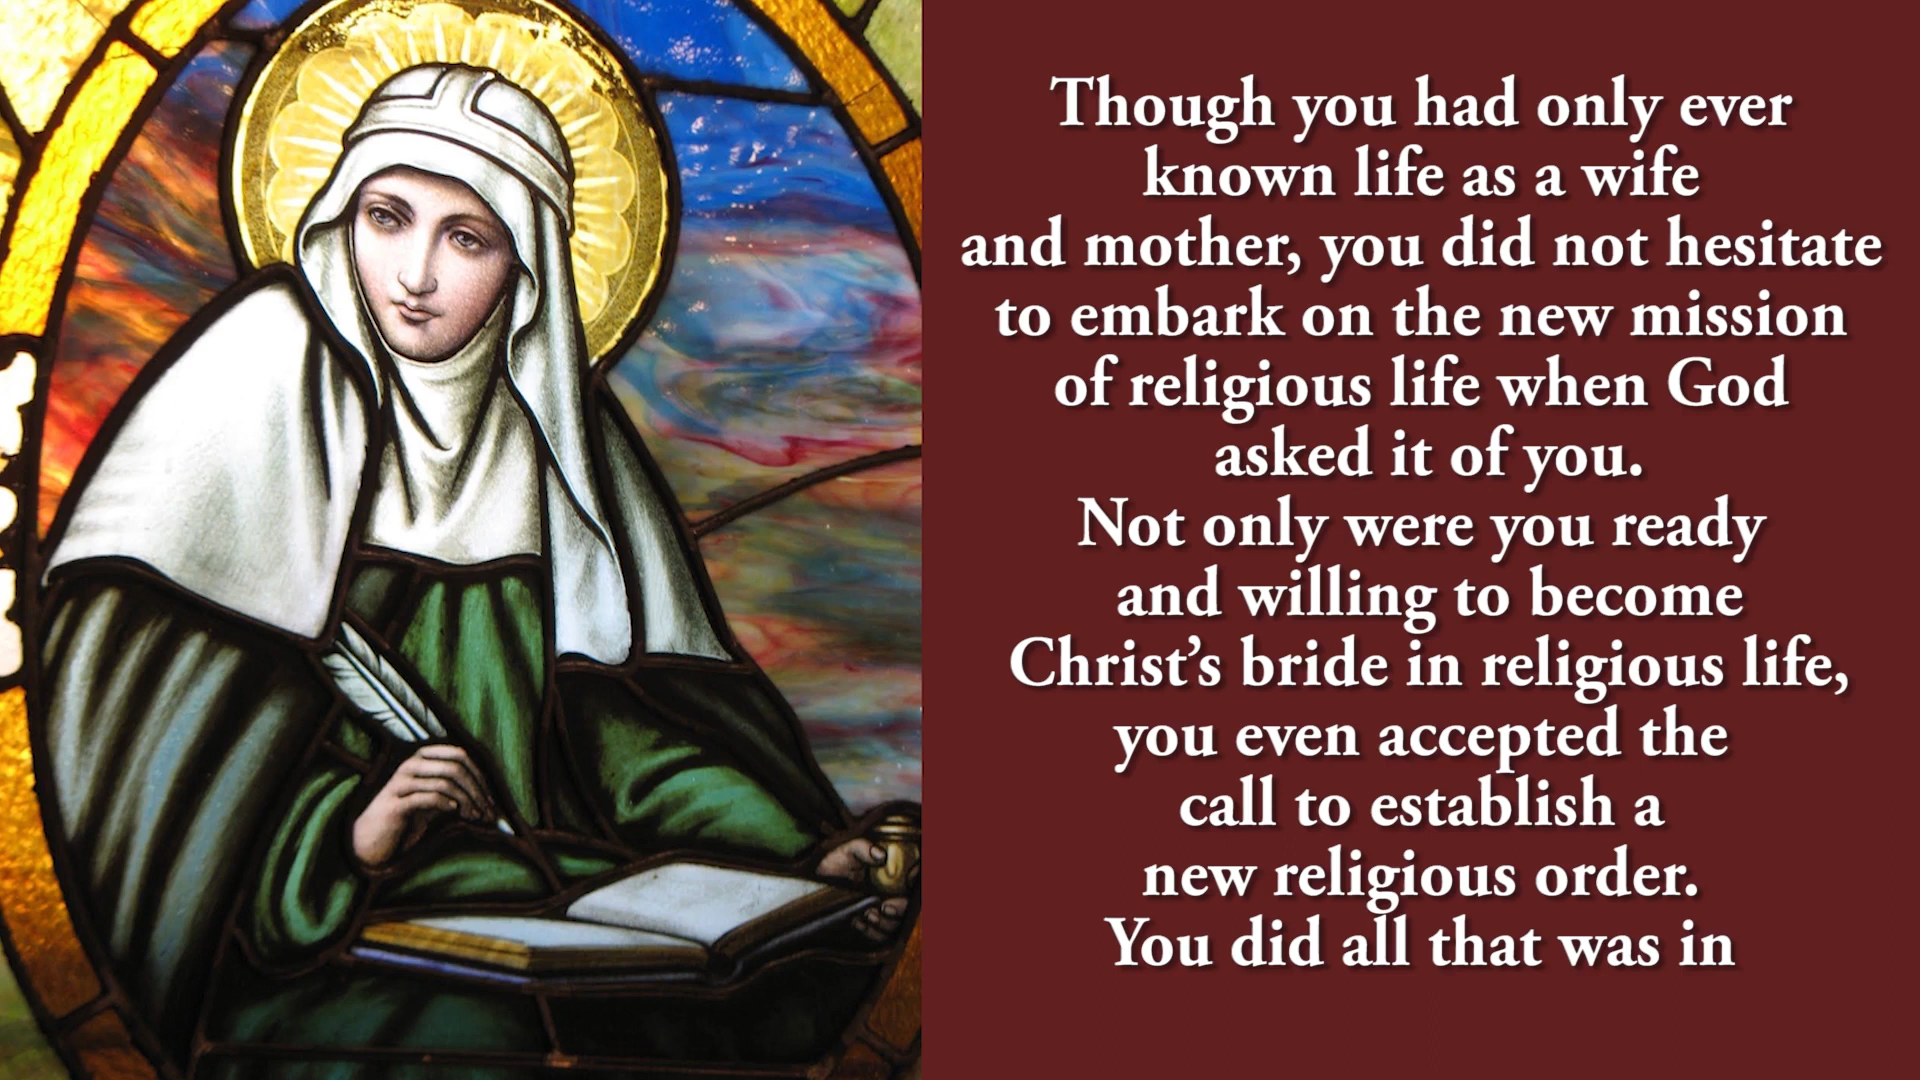 Though you had only ever
known life as a wife
and mother, you did not hesitate
to embark on the new mission
of religious life when God
asked it of you.
Not only were you ready
and willing to become
Christ’s bride in religious life,
you even accepted the
call to establish a
new religious order.
You did all that was in